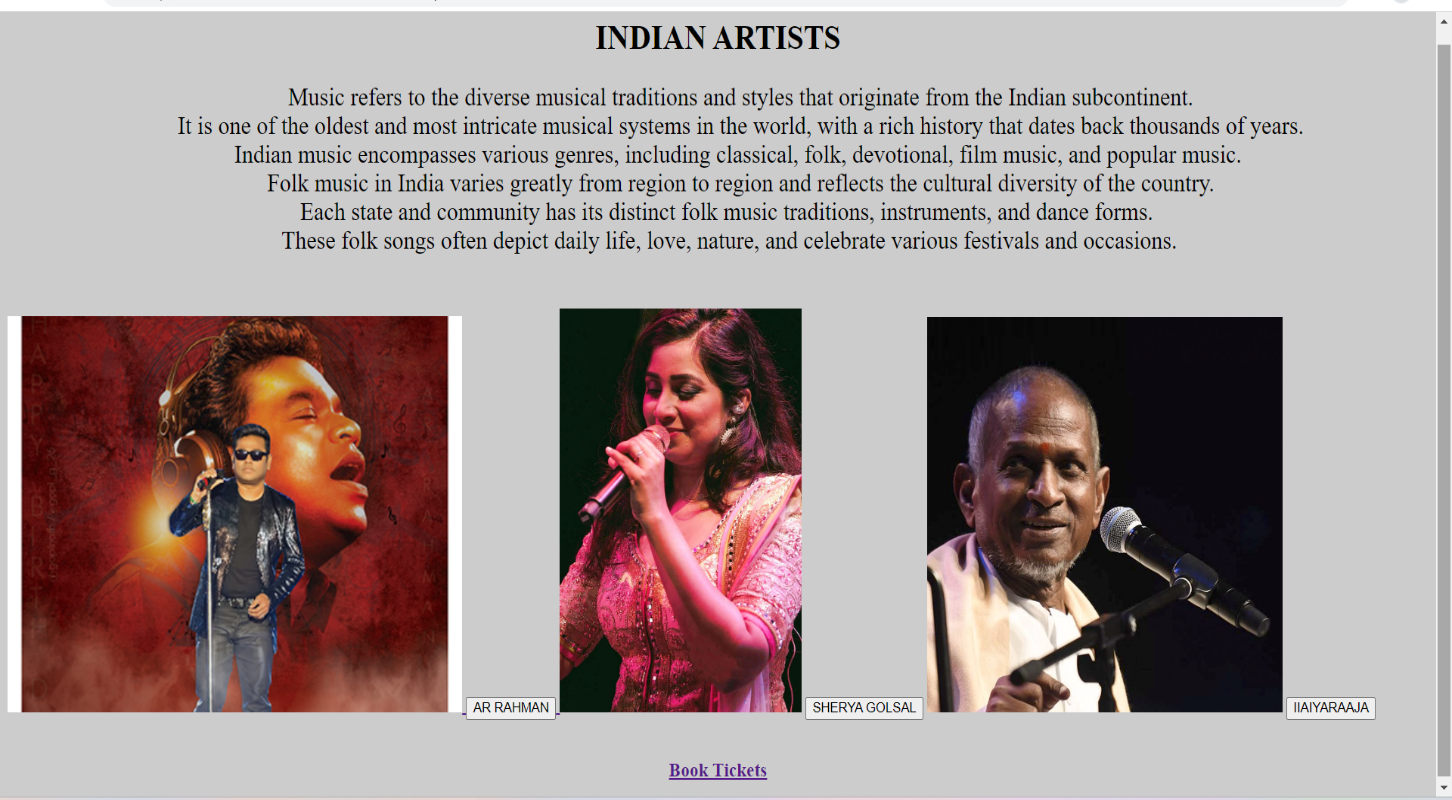 INDIAN ARTISTS
Music refers to the diverse musical traditions and styles that originate from the Indian subcontinent.
It is one of the oldest and most intricate musical systems in the world, with a rich history that dates back thousands of years.
Indian music encompasses various genres, including classical, folk, devotional, film music, and popular music.
Folk music in India varies greatly from region to region and reflects the cultural diversity of the country.
Each state and community has its distinct folk music traditions, instruments, and dance forms.
These folk songs often depict daily life, love, nature, and celebrate various festivals and occasions.
AR RAHMAN
SHERYA GOLSAL
IIAIYARAAJA
Book Tickets